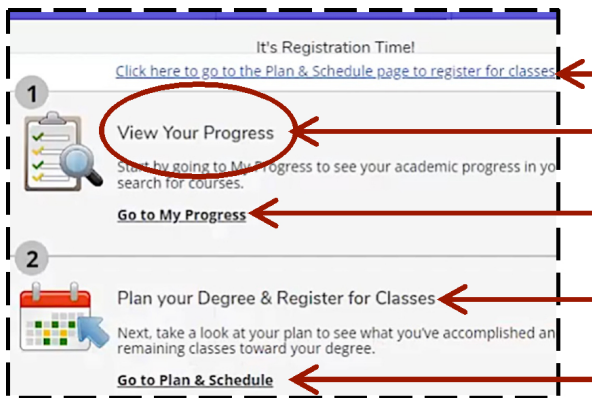 It's Registration Time!
Click here to go to the Plan & Schedule page to register for classes
1
View Your Progress
Start by going to My Progress to see your academic progress in yo
search for courses.
Go to My Progress
2
Plan your Degree & Register for Classes
Next, take a look at your plan to see what you've accomplished an
remaining classes toward your degree.
Go to Plan & Schedule